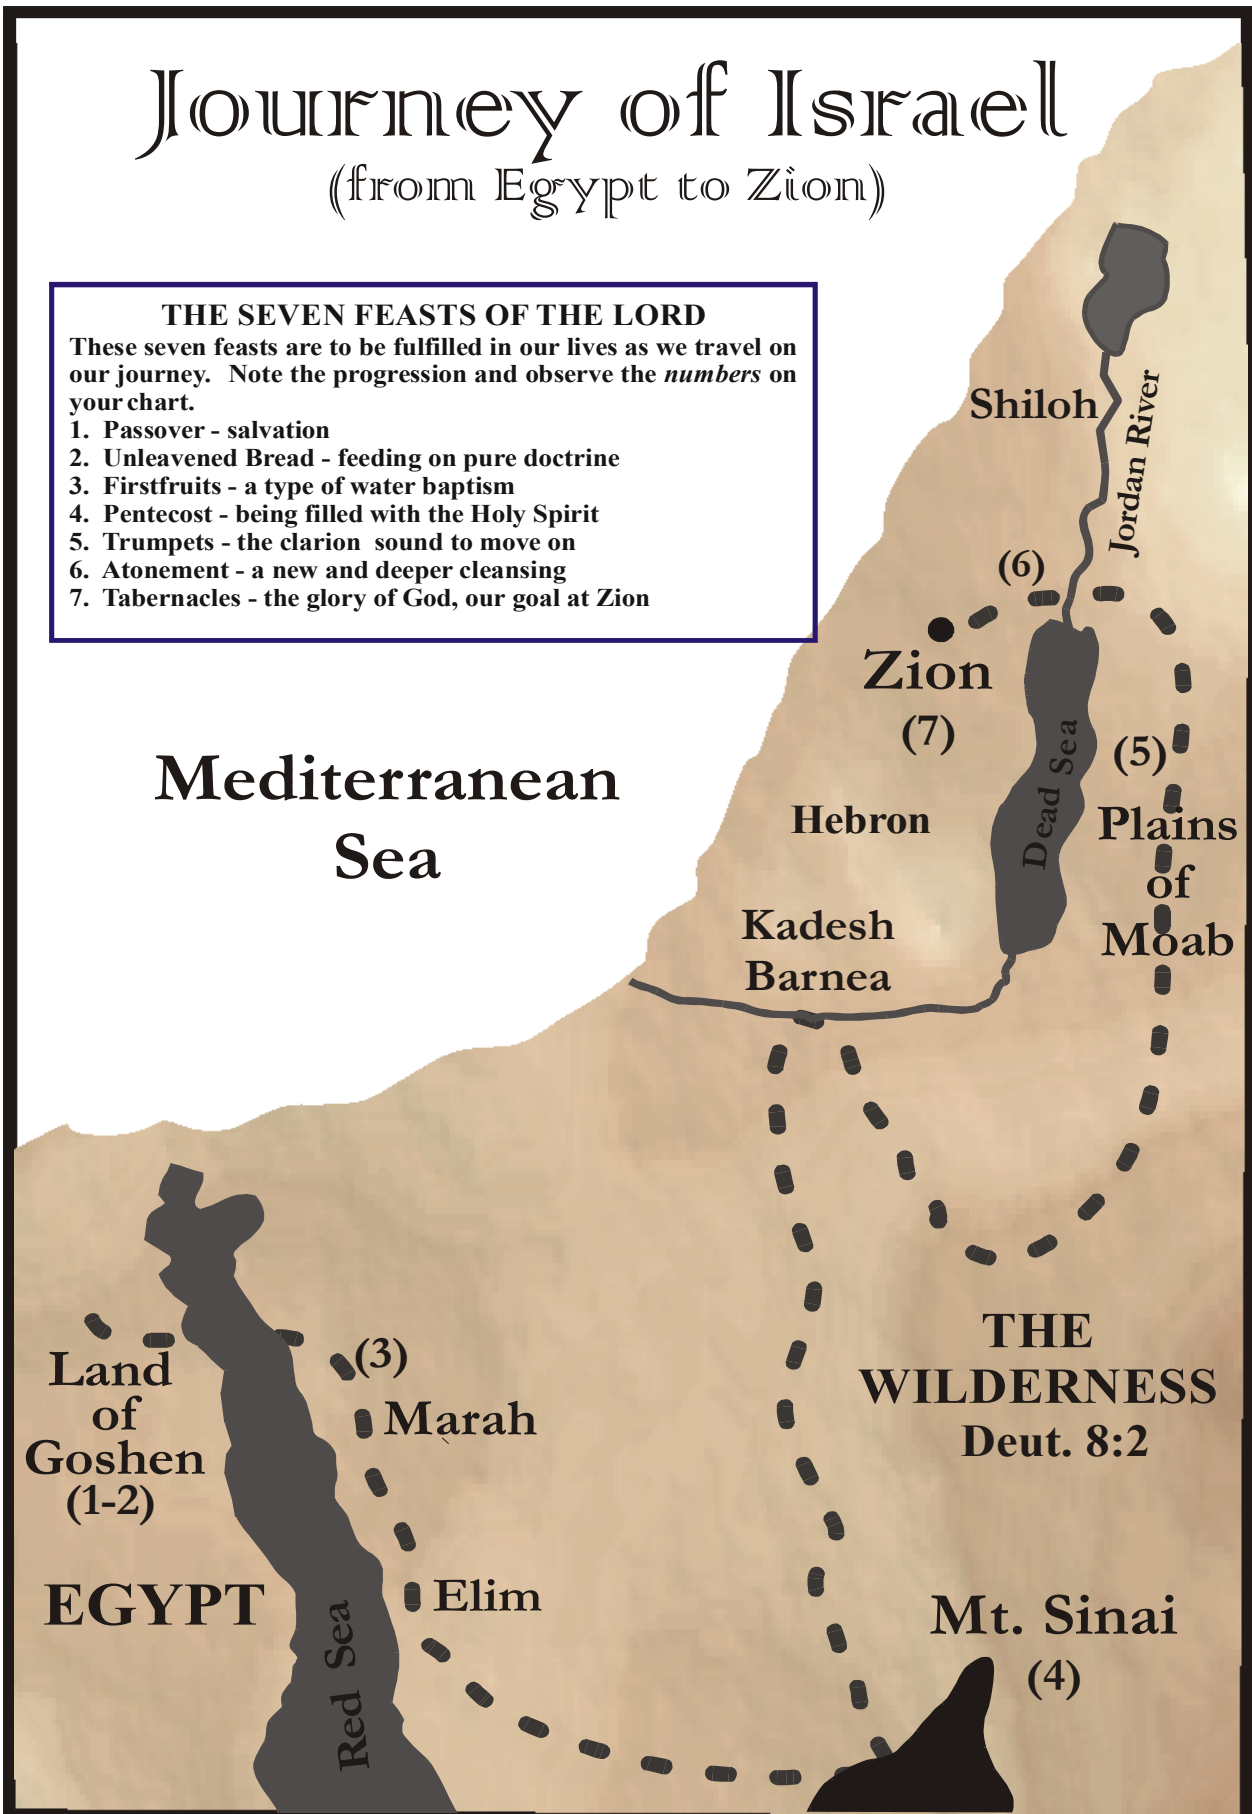 Journey of Israel
(from Egypt to Zion)
THE SEVEN FEASTS OF THE LORD
These seven feasts are to be fulfilled in our lives as we travel on
our journey. Note the progression and observe the numbers on
your chart.
1. Passover - salvation
2. Unleavened Bread - feeding on pure doctrine
3. Firstfruits - a type of water baptism
4. Pentecost - being filled with the Holy Spirit
5. Trumpets - the clarion sound to move on
6. Atonement - a new and deeper cleansing
7. Tabernacles - the glory of God, our goal at Zion
Shiloh
Jordan River
(6)
Zion
(7)
Mediterranean
Sea
Dead Sea
(5)
Plains
of
Moab
Hebron
Kadesh
Barnea
THE
WILDERNESS
Deut. 8:2
(3)
Land
of
Goshen
(1-2)
Marah
EGYPT
Elim
Red Sea
Mt. Sinai
(4)